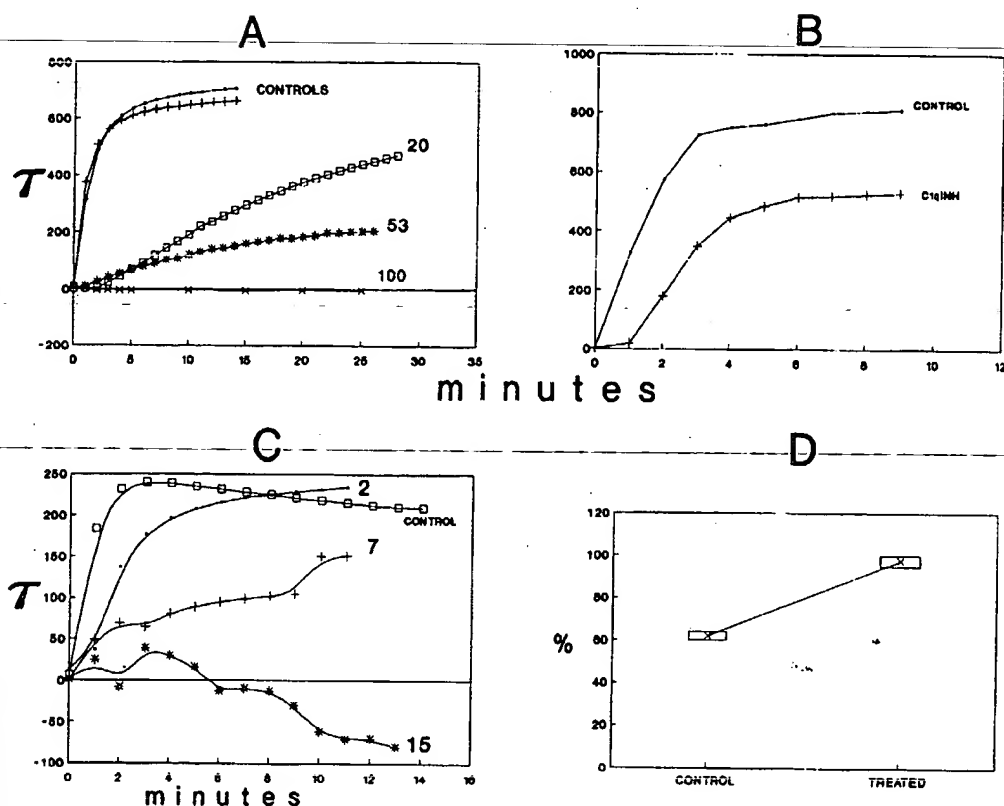 A
800
600
400
200
0
-200
τ
CONTROLS
20
53
100
0 5 10 15 20 25 30 35
B
1000
800
600
400
200
0
CONTROL
C1qINH
0 2 4 6 8 10 12
minutes
C
250
200
150
100
50
0
-50
-100
τ
2
CONTROL
7
15
0 2 4 6 8 10 12 14 16
minutes
D
120
100
80
60
40
20
0
%
CONTROL TREATED